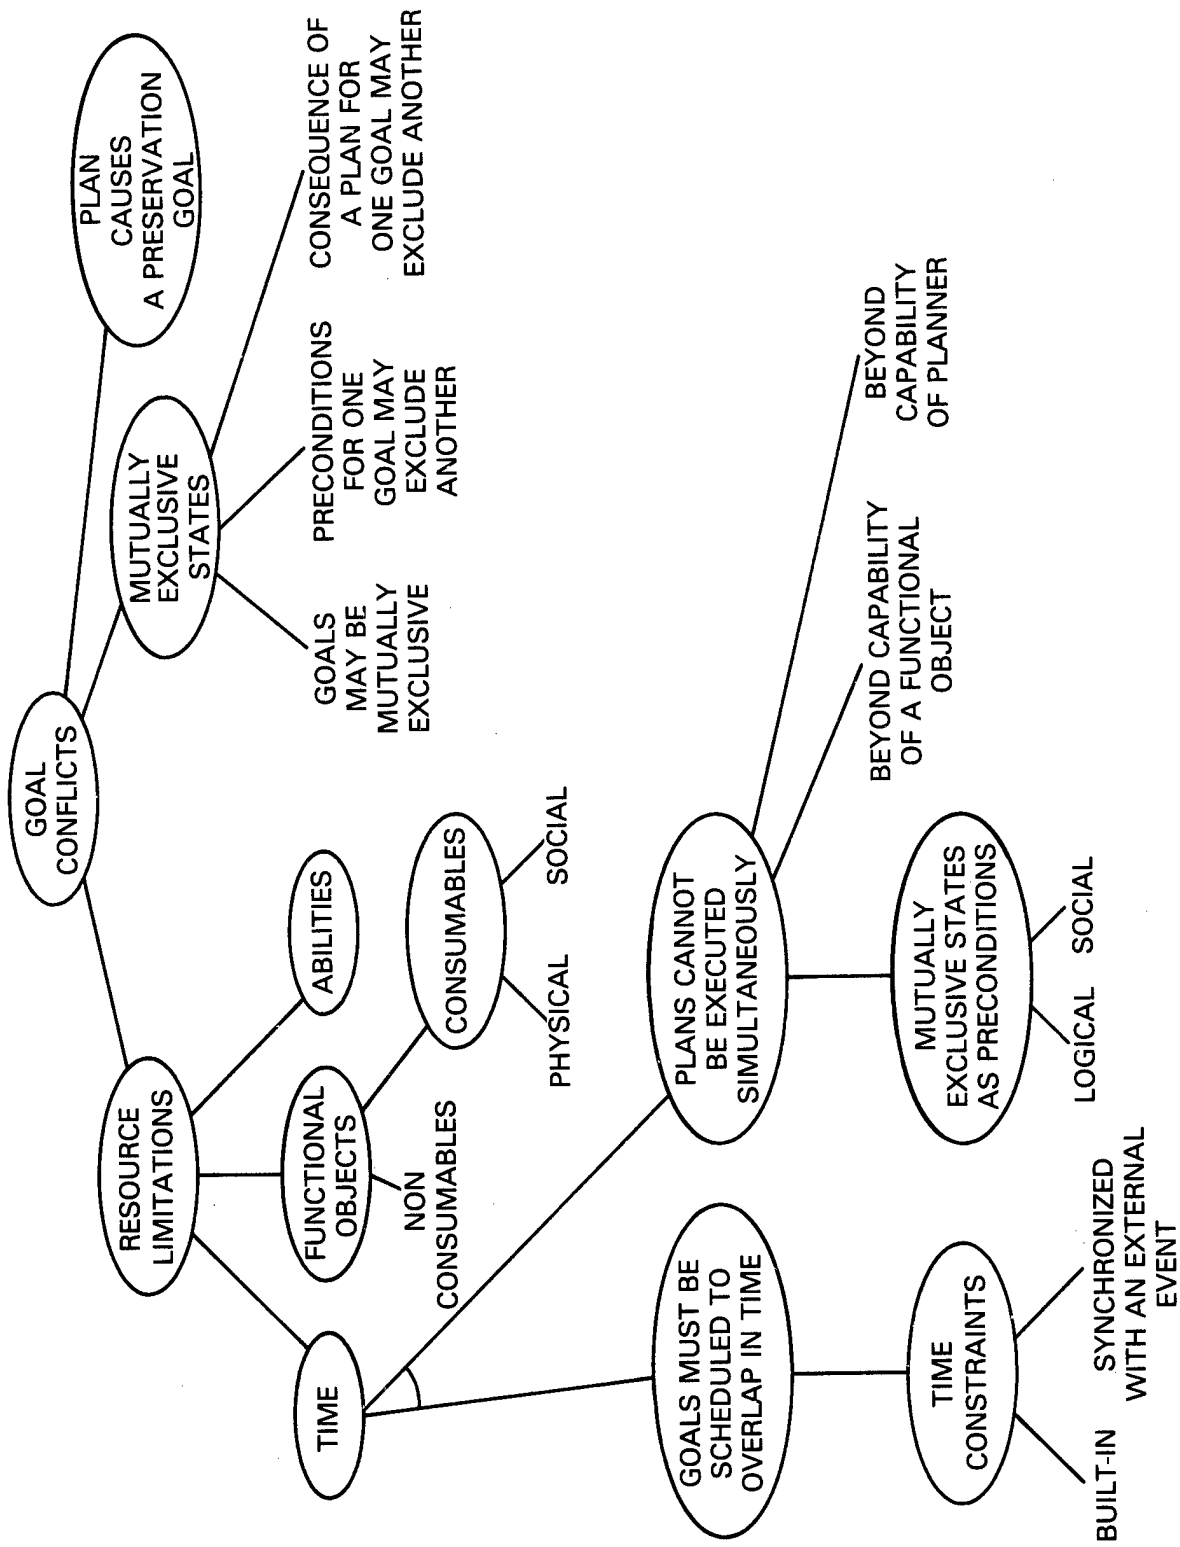 GOAL
CONFLICTS
RESOURCE
LIMITATIONS
MUTUALLY
EXCLUSIVE
STATES
PLAN
CAUSES
A PRESERVATION
GOAL
TIME
FUNCTIONAL
OBJECTS
ABILITIES
GOALS
MAY BE
MUTUALLY
EXCLUSIVE
PRECONDITIONS
FOR ONE
GOAL MAY
EXCLUDE
ANOTHER
CONSEQUENCE OF
A PLAN FOR
ONE GOAL MAY
EXCLUDE ANOTHER
NON
CONSUMABLES
CONSUMABLES
PHYSICAL
SOCIAL
GOALS MUST BE
SCHEDULED TO
OVERLAP IN TIME
PLANS CANNOT
BE EXECUTED
SIMULTANEOUSLY
BEYOND CAPABILITY
OF A FUNCTIONAL
OBJECT
BEYOND
CAPABILITY
OF PLANNER
TIME
CONSTRAINTS
MUTUALLY
EXCLUSIVE STATES
AS PRECONDITIONS
BUILT-IN
SYNCHRONIZED
WITH AN EXTERNAL
EVENT
LOGICAL
SOCIAL